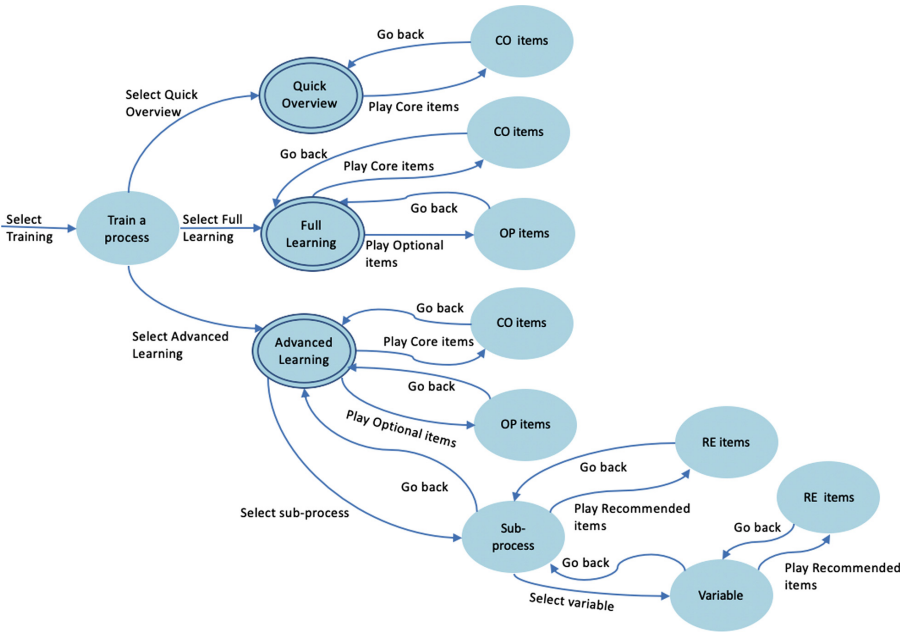 Go back
CO items
Select Quick
Overview
Quick
Overview
Play Core items
CO items
Go back
Play Core items
Select
Training
Train a
process
Select Full
Learning
Full
Learning
Go back
OP items
Play Optional
items
Go back
CO items
Select Advanced
Learning
Advanced
Learning
Play Core items
Go back
Play Optional items
OP items
RE items
Go back
Go back
RE items
Select sub-process
Play Recommended
items
Sub-
process
Go back
Go back
Play Recommended
items
Select variable
Variable